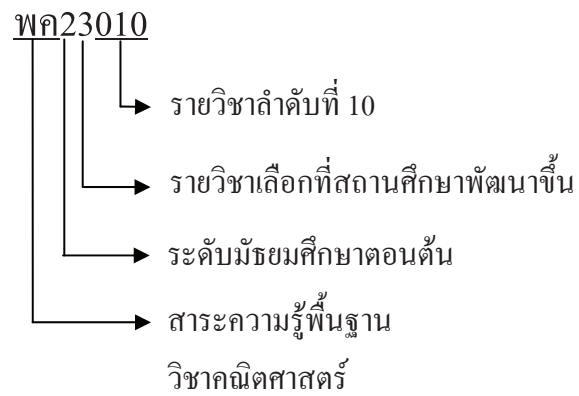 พค23010
รายวิชาลำดับที่ 10
รายวิชาเลือกที่สถานศึกษาพัฒนาขึ้น
ระดับมัธยมศึกษาตอนต้น
สาระความรู้พื้นฐาน
วิชาคณิตศาสตร์